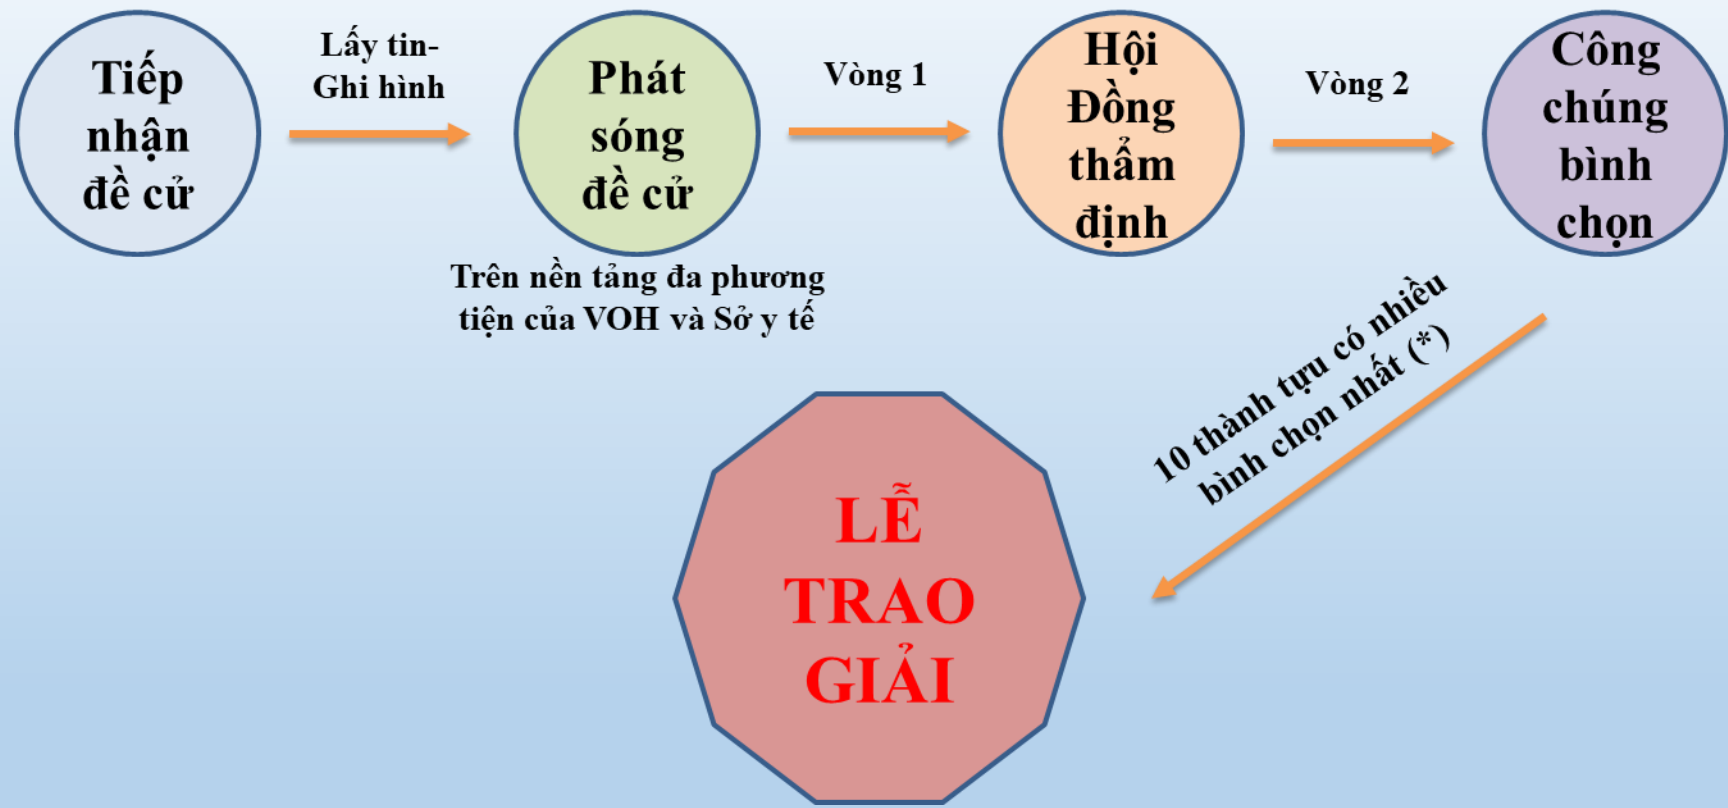 Tiếp
nhận
đề cử
Lấy tin-
Ghi hình
Phát
sóng
đề cử
Trên nền tảng đa phương
tiện của VOH và Sở y tế
Vòng 1
Hội
Đồng
thẩm
định
Vòng 2
Công
chúng
bình
chọn
10 thành tựu có nhiều
bình chọn nhất (*)
LỄ
TRAO
GIẢI